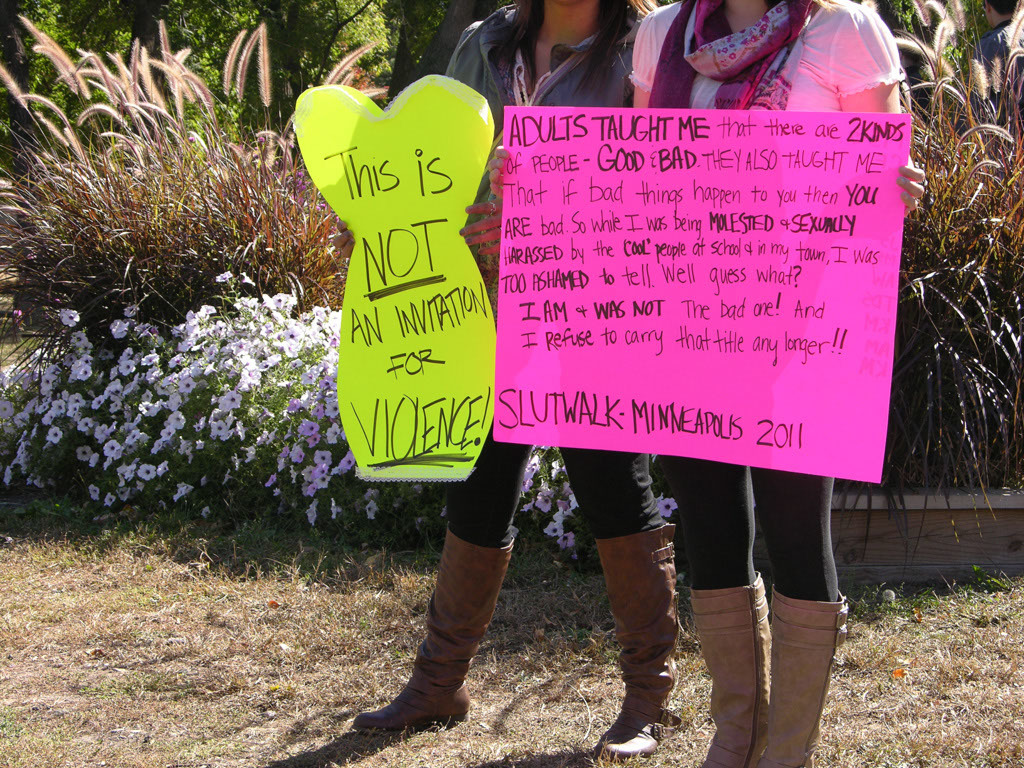 This is
NOT
AN INVITATION
FOR
VIOLENCE!
ADULTS TAUGHT ME that there are 2 KINDS
of PEOPLE - GOOD & BAD. THEY ALSO TAUGHT ME
That if bad things happen to you then YOU
ARE bad. So while I was being MOLESTED & SEXUALLY
HARASSED by the "COOL" people at school & in my town, I was
TOO ASHAMED to tell. Well guess what?
I AM & WAS NOT The bad one! And
I REFUSE to carry that title any longer!!
SLUTWALK - MINNEAPOLIS 2011